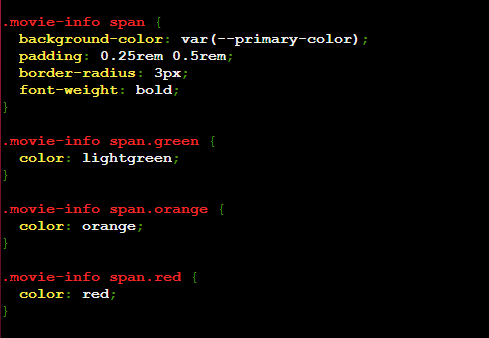 .movie-info span {
  background-color: var(--primary-color);
  padding: 0.25rem 0.5rem;
  border-radius: 3px;
  font-weight: bold;
}

.movie-info span.green {
  color: lightgreen;
}

.movie-info span.orange {
  color: orange;
}

.movie-info span.red {
  color: red;
}